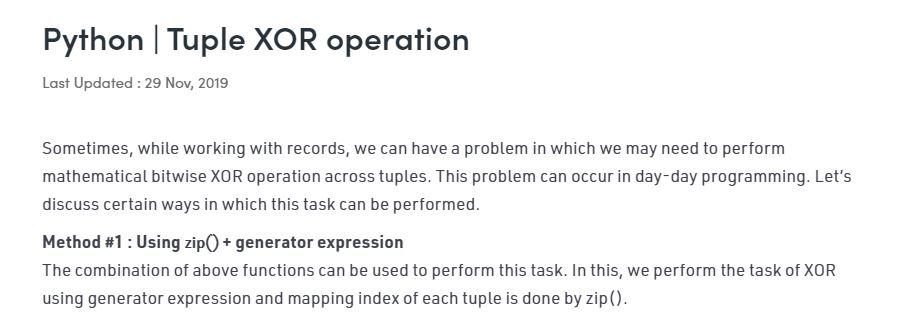 Python | Tuple XOR operation
Last Updated : 29 Nov, 2019
Sometimes, while working with records, we can have a problem in which we may need to perform
mathematical bitwise XOR operation across tuples. This problem can occur in day-day programming. Let’s
discuss certain ways in which this task can be performed.
Method #1 : Using zip() + generator expression
The combination of above functions can be used to perform this task. In this, we perform the task of XOR
using generator expression and mapping index of each tuple is done by zip().